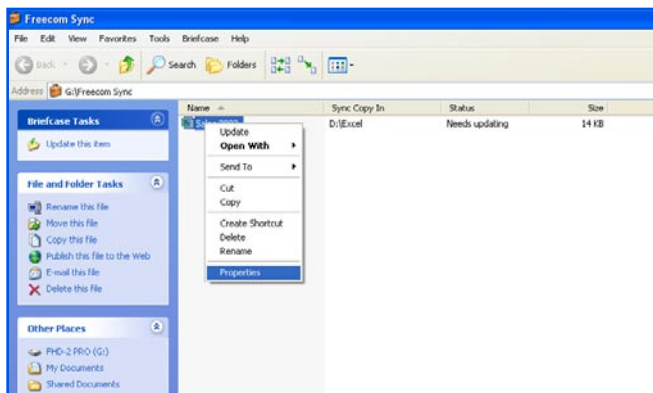 Freecom Sync
File Edit View Favorites Tools Briefcase Help
Back Search Folders
Address G:\Freecom Sync
Name Sync Copy In Status Size
Briefcase Tasks
Update this item
File and Folder Tasks
Rename this file
Move this file
Copy this file
Publish this file to the Web
E-mail this file
Delete this file
Other Places
FHD-2 PRO (G:)
My Documents
Shared Documents
D:\Excel Needs updating 14 KB
Update
Open With
Send To
Cut
Copy
Create Shortcut
Delete
Rename
Properties